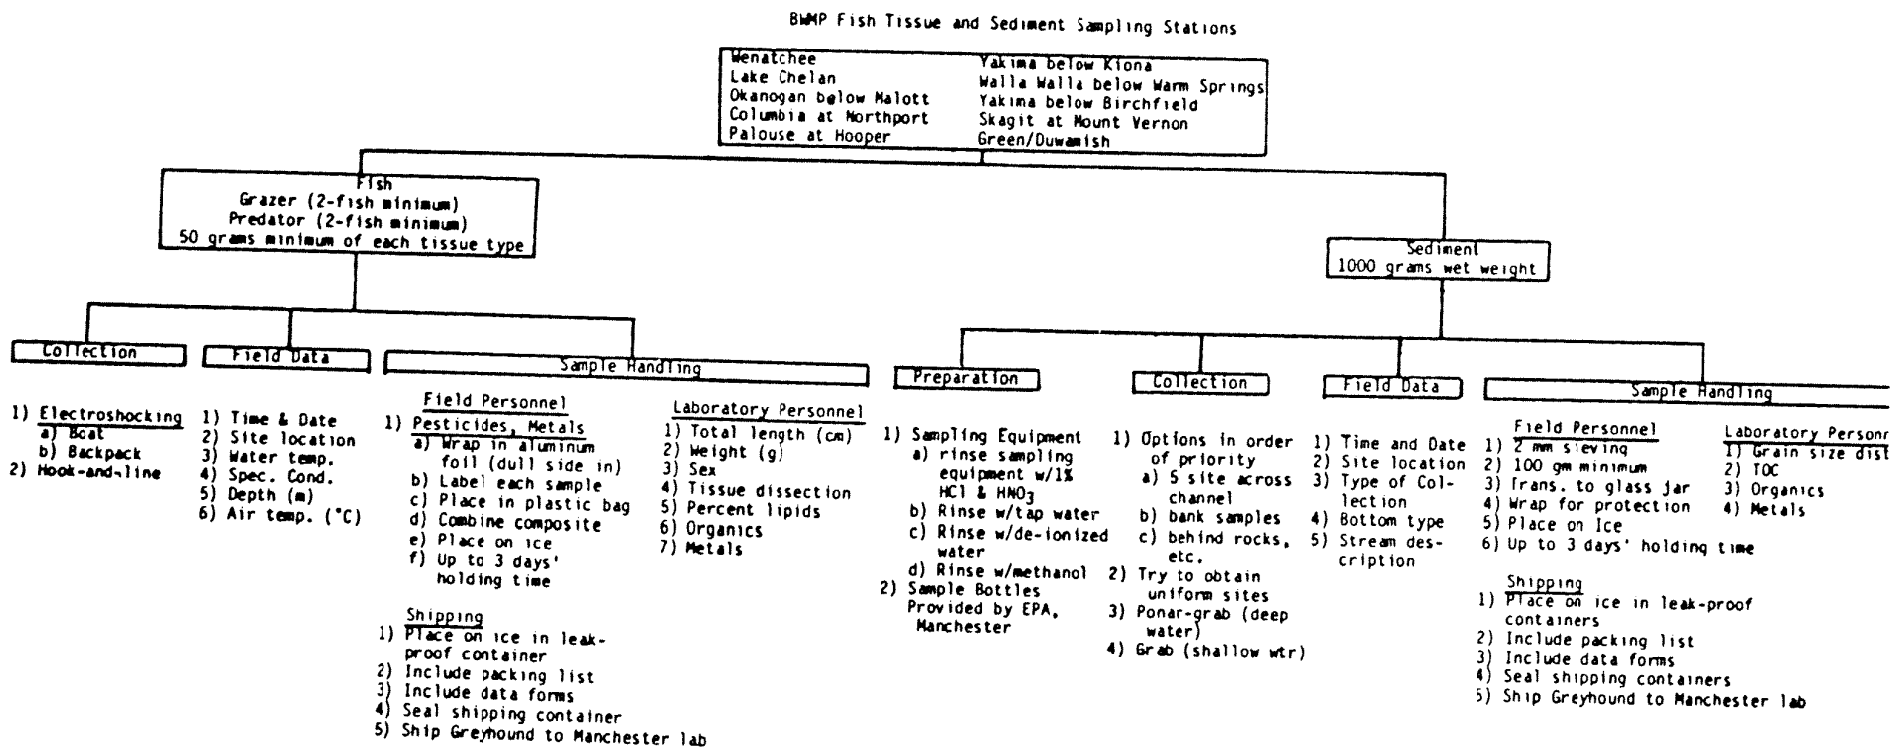 BWMP Fish Tissue and Sediment Sampling Stations
Wenatchee
Lake Chelan
Okanogan below Malott
Columbia at Northport
Palouse at Hooper
Yakima below Kiona
Walla Walla below Warm Springs
Yakima below Birchfield
Skagit at Mount Vernon
Green/Duwamish
Fish
Grazer (2-fish minimum)
Predator (2-fish minimum)
50 grams minimum of each tissue type
Sediment
1000 grams wet weight
Collection
1) Electroshocking
a) Boat
b) Backpack
2) Hook-and-line
Field Data
1) Time & Date
2) Site location
3) Water temp.
4) Spec. Cond.
5) Depth (m)
6) Air temp. (°C)
Sample Handling
Field Personnel
1) Pesticides, Metals
a) Wrap in aluminum
foil (dull side in)
b) Label each sample
c) Place in plastic bag
d) Combine composite
e) Place on ice
f) Up to 3 days'
holding time
Shipping
1) Place on ice in leak-
proof container
2) Include packing list
3) Include data forms
4) Seal shipping container
5) Ship Greyhound to Manchester lab
Laboratory Personnel
1) Total length (cm)
2) Weight (g)
3) Sex
4) Tissue dissection
5) Percent lipids
6) Organics
7) Metals
Preparation
1) Sampling Equipment
a) rinse sampling
equipment w/1%
HCl & HNO3
b) Rinse w/tap water
c) Rinse w/de-ionized
water
d) Rinse w/methanol
2) Sample Bottles
Provided by EPA,
Manchester
Collection
1) Options in order
of priority
a) 5 site across
channel
b) bank samples
c) behind rocks,
etc.
2) Try to obtain
uniform sites
3) Ponar-grab (deep
water)
4) Grab (shallow wtr)
Field Data
1) Time and Date
2) Site location
3) Type of Col-
lection
4) Bottom type
5) Stream des-
cription
Sample Handling
Field Personnel
1) 2 mm sieving
2) 100 gm minimum
3) Trans. to glass jar
4) Wrap for protection
5) Place on Ice
6) Up to 3 days' holding time
Shipping
1) Place on ice in leak-proof
containers
2) Include packing list
3) Include data forms
4) Seal shipping containers
5) Ship Greyhound to Manchester lab
Laboratory Personn
1) Grain size dist
2) TOC
3) Organics
4) Metals